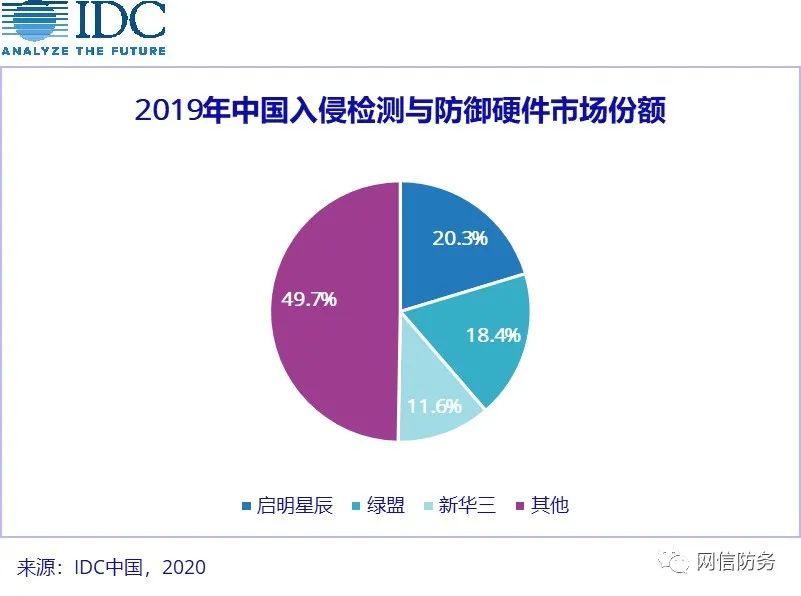 IDC
ANALYZE THE FUTURE
2019年中国入侵检测与防御硬件市场份额
20.3%
49.7%
18.4%
11.6%
启明星辰 绿盟 新华三 其他
来源：IDC中国，2020
网信防务